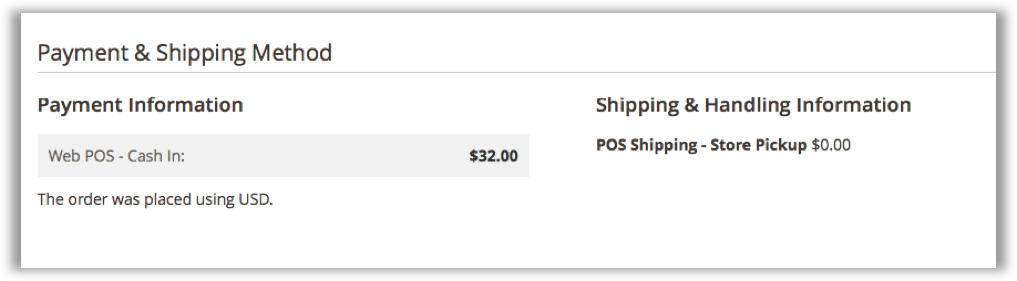 Payment & Shipping Method
Payment Information
Web POS - Cash In: $32.00
The order was placed using USD.
Shipping & Handling Information
POS Shipping - Store Pickup $0.00